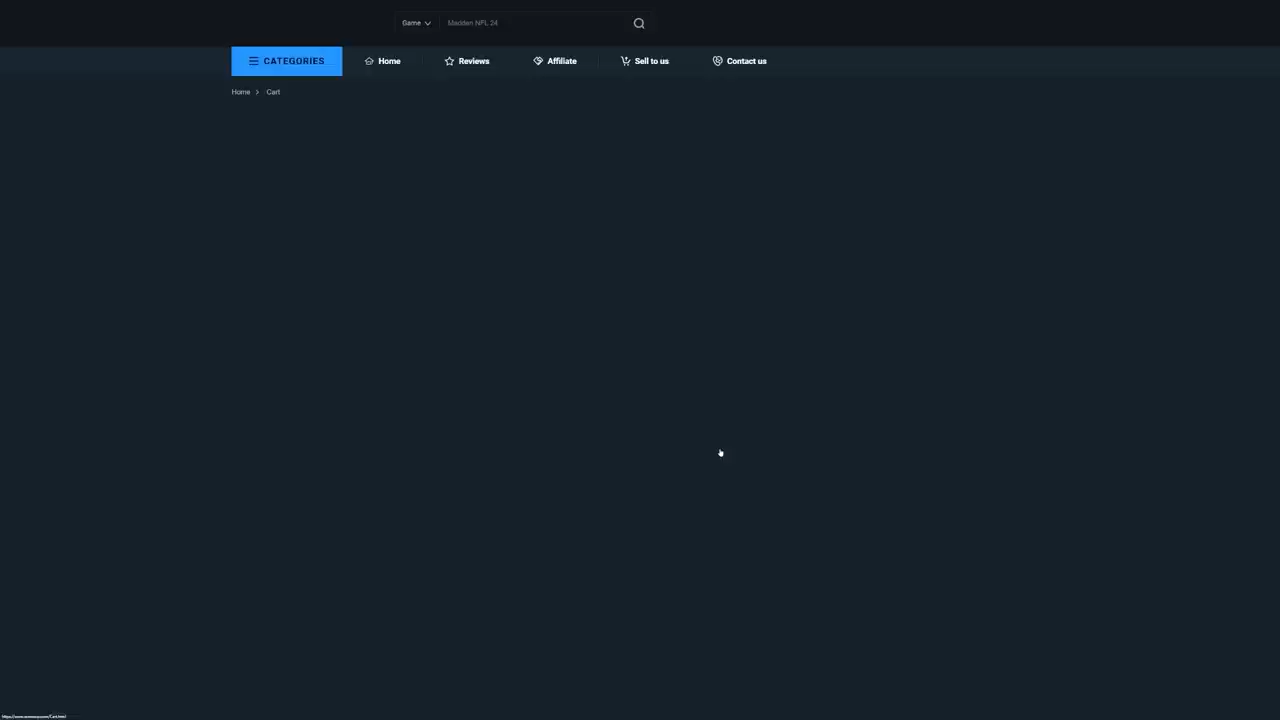 Game Madden NFL 24
CATEGORIES Home Reviews Affiliate Sell to us Contact us
Home > Cart